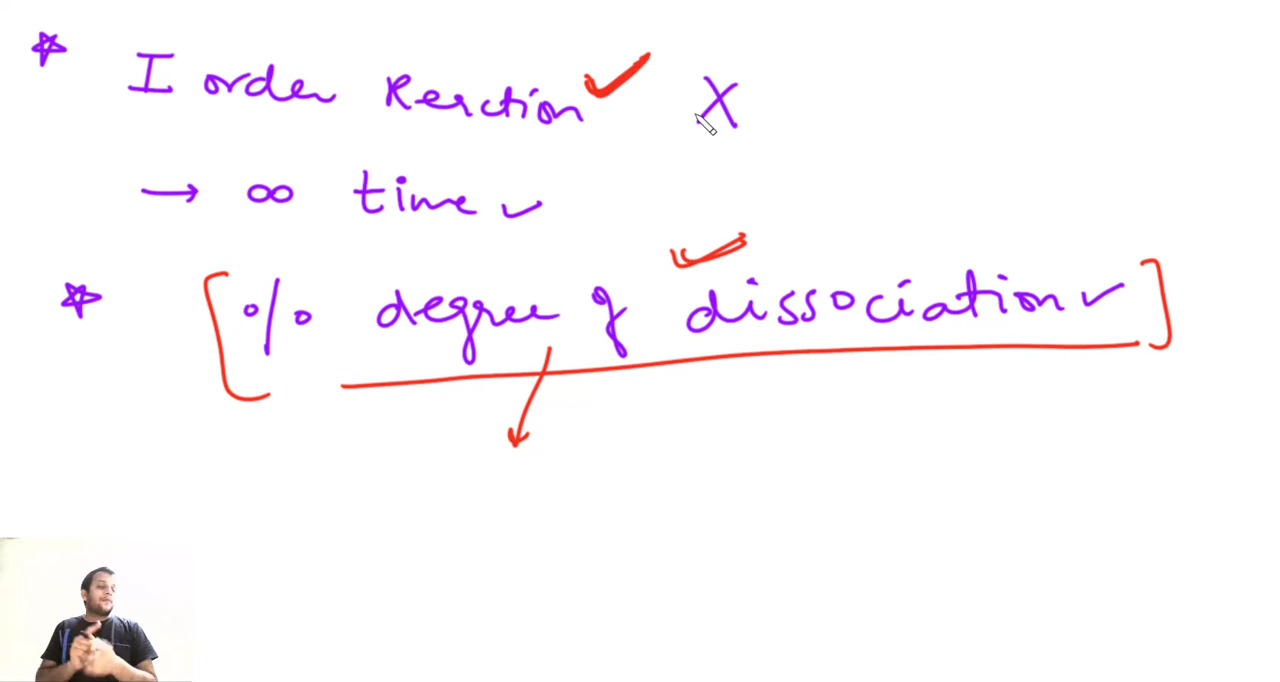 I order Reaction X
→ ∞ time
[% degree of dissociation]